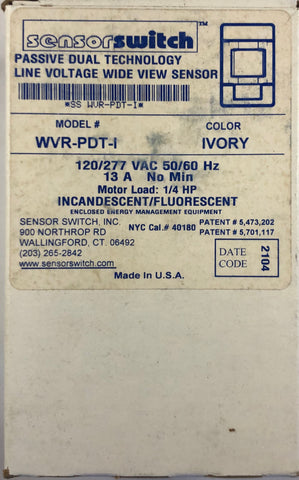 sensorswitch™
PASSIVE DUAL TECHNOLOGY
LINE VOLTAGE WIDE VIEW SENSOR
*SS WVR-PDT-I*
MODEL # COLOR
WVR-PDT-I IVORY
120/277 VAC 50/60 Hz
13 A No Min
Motor Load: 1/4 HP
INCANDESCENT/FLUORESCENT
ENCLOSED ENERGY MANAGEMENT EQUIPMENT
SENSOR SWITCH, INC. PATENT # 5,473,202
900 NORTHROP RD NYC Cal.# 40180 PATENT # 5,701,117
WALLINGFORD, CT. 06492
(203) 265-2842
www.sensorswitch.com
DATE CODE 2104
Made in U.S.A.